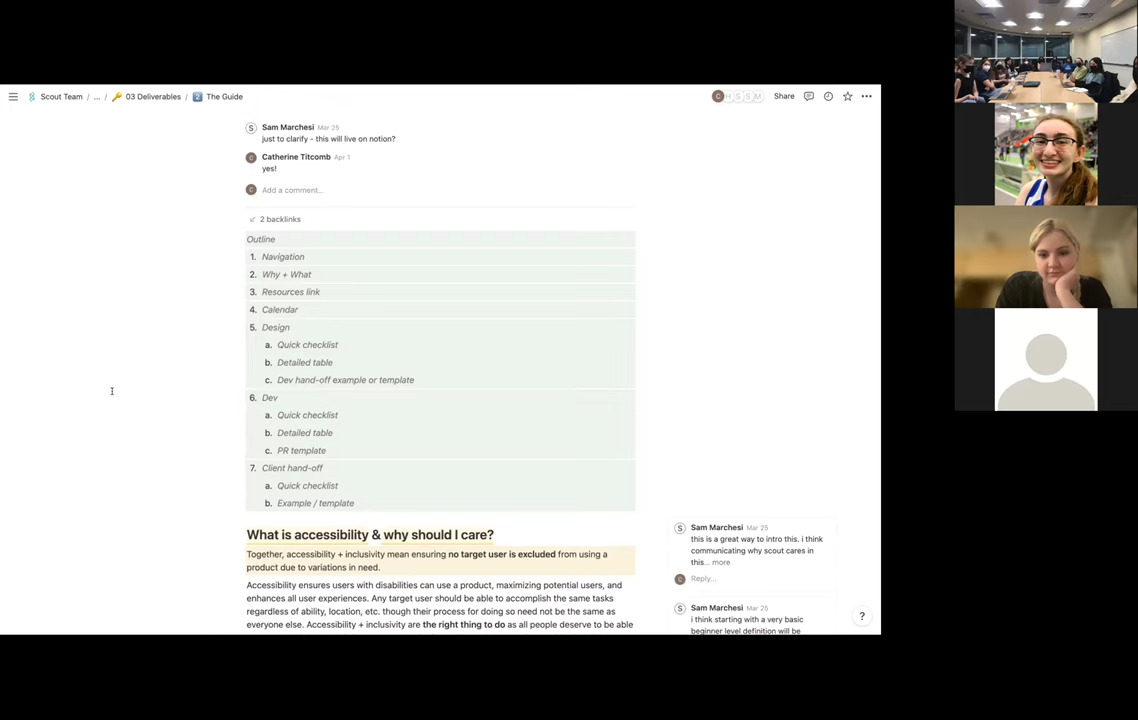 Scout Team / ... / 03 Deliverables / 2 The Guide
C H S S M Share
S Sam Marchesi Mar 25
just to clarify - this will live on notion?
C Catherine Titcomb Apr 1
yes!
C Add a comment...
2 backlinks
Outline
1. Navigation
2. Why + What
3. Resources link
4. Calendar
5. Design
a. Quick checklist
b. Detailed table
c. Dev hand-off example or template
6. Dev
a. Quick checklist
b. Detailed table
c. PR template
7. Client hand-off
a. Quick checklist
b. Example / template
What is accessibility & why should I care?
Together, accessibility + inclusivity mean ensuring no target user is excluded from using a
product due to variations in need.
Accessibility ensures users with disabilities can use a product, maximizing potential users, and
enhances all user experiences. Any target user should be able to accomplish the same tasks
regardless of ability, location, etc. though their process for doing so need not be the same as
everyone else. Accessibility + inclusivity are the right thing to do as all people deserve to be able
S Sam Marchesi Mar 25
this is a great way to intro this. i think
communicating why scout cares in
this... more
C Reply...
S Sam Marchesi Mar 25
i think starting with a very basic
beginner level definition will be
?